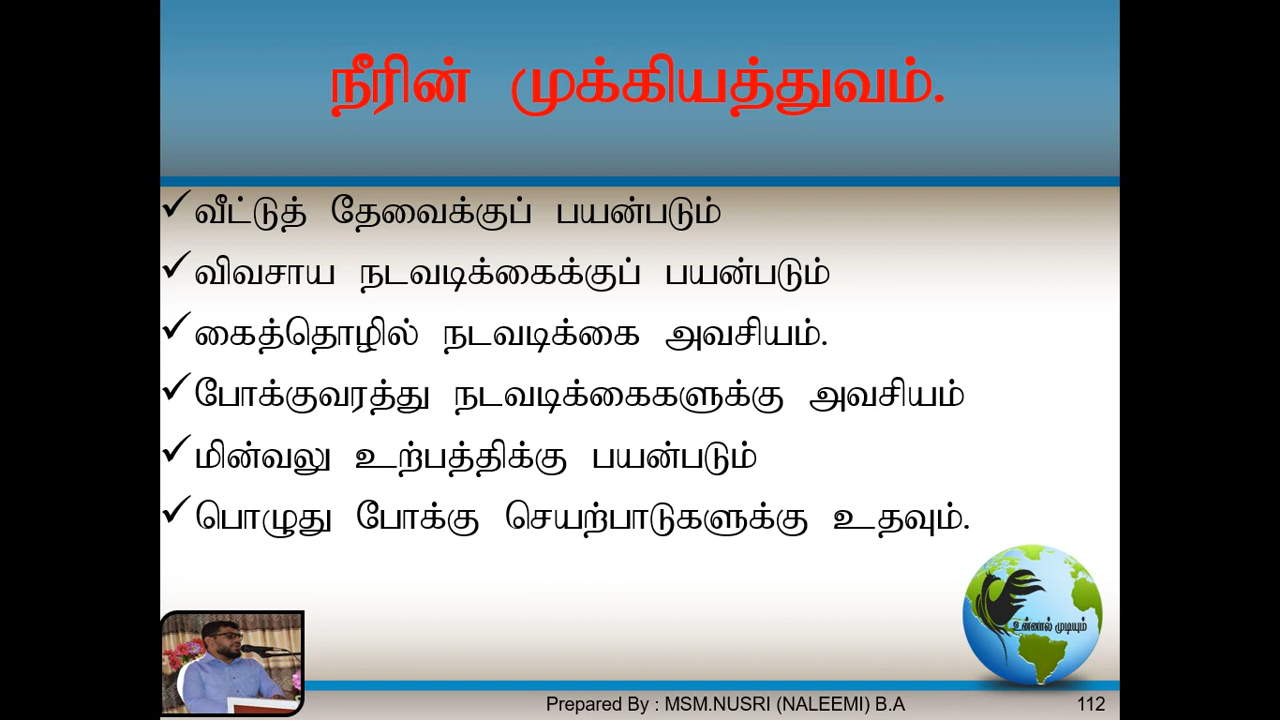 நீரின் முக்கியத்துவம்.
✓வீட்டுத் தேவைக்குப் பயன்படும்
✓விவசாய நடவடிக்கைக்குப் பயன்படும்
✓கைத்தொழில் நடவடிக்கை அவசியம்.
✓போக்குவரத்து நடவடிக்கைகளுக்கு அவசியம்
✓மின்வலு உற்பத்திக்கு பயன்படும்
✓பொழுது போக்கு செயற்பாடுகளுக்கு உதவும்.
உன்னால் முடியும்
Prepared By : MSM.NUSRI (NALEEMI) B.A
112